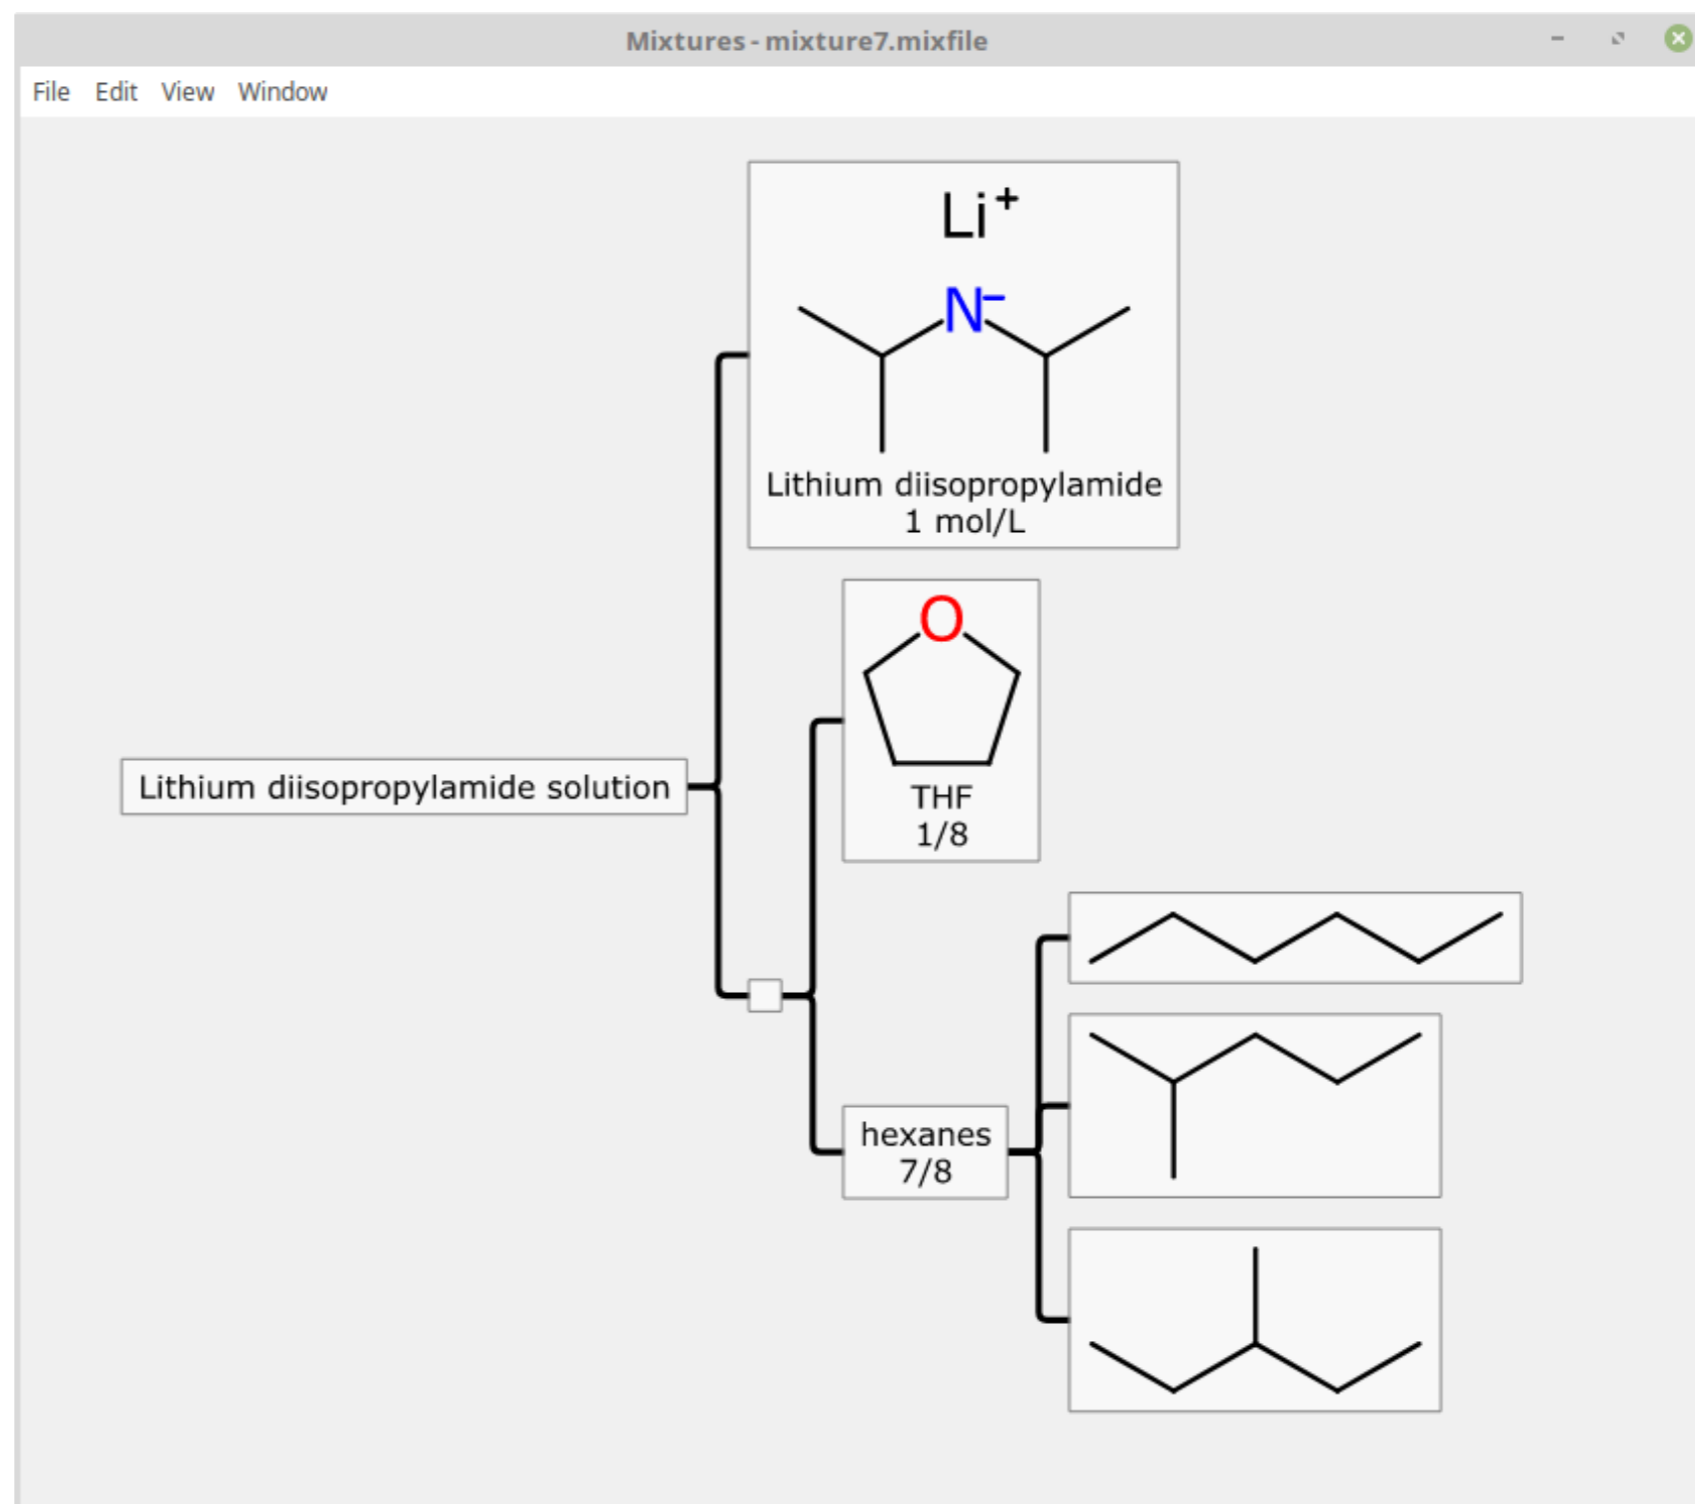 Mixtures - mixture7.mixfile
File Edit View Window
Li+
N−
Lithium diisopropylamide
1 mol/L
O
THF
1/8
Lithium diisopropylamide solution
hexanes
7/8